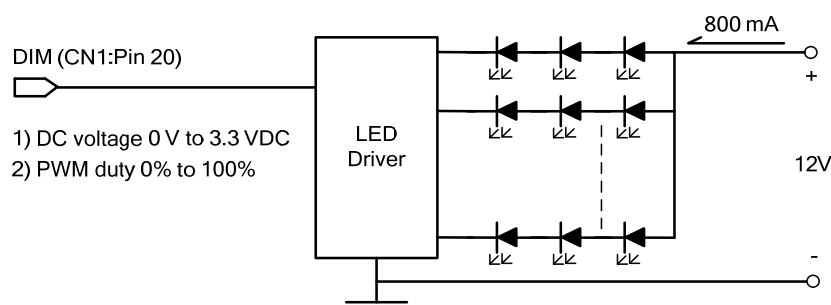 800 mA
DIM (CN1:Pin 20)
+
1) DC voltage 0 V to 3.3 VDC
2) PWM duty 0% to 100%
LED
Driver
12V
-